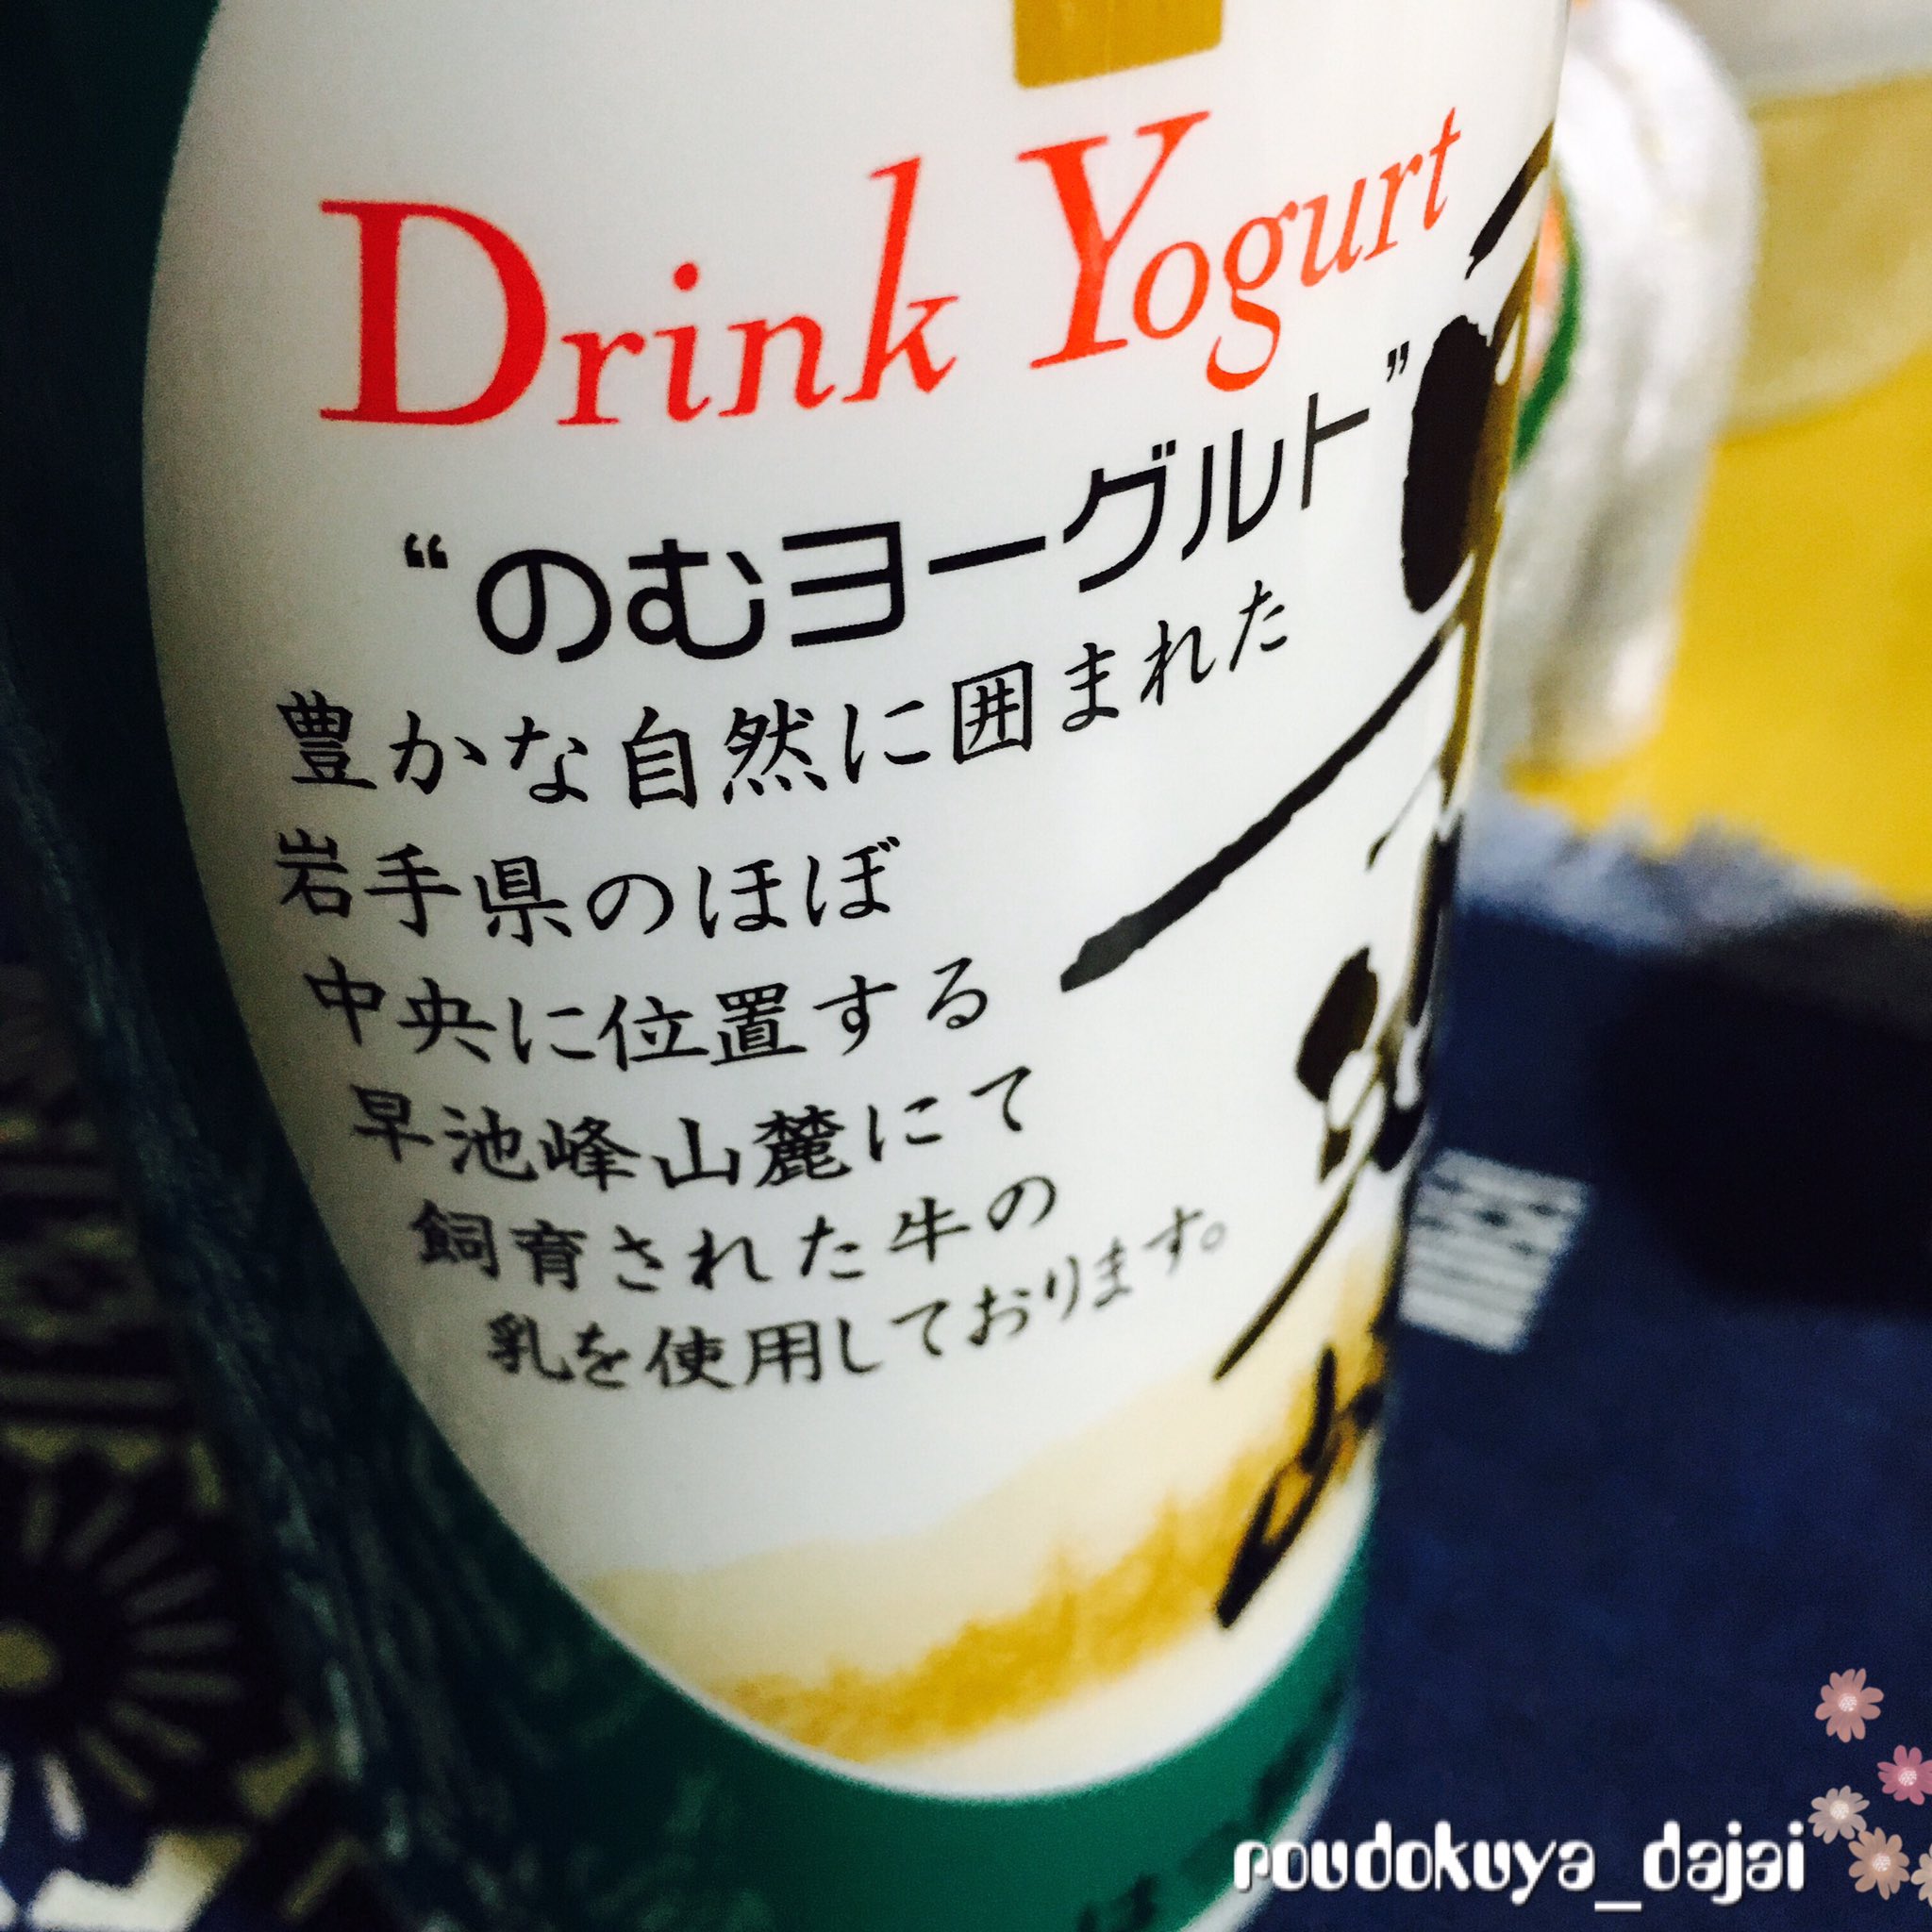 Drink Yogurt
“のむヨーグルト”
豊かな自然に囲まれた
岩手県のほぼ
中央に位置する
早池峰山麓にて
飼育された牛の
乳を使用しております。
roudokuya_dajai